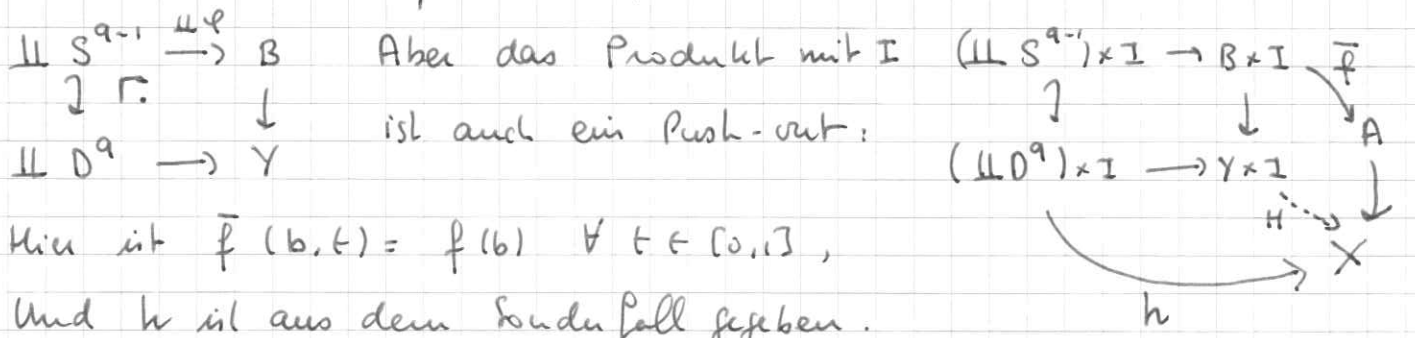 ⊔ S^{q-1} ⊔φ→ B Aber das Produkt mit I (⊔ S^{q-1})×I → B×I f̄
↓ ↓ ist auch ein Push-out: A
⊔ D^q → Y (⊔D^q)×I → Y×I
H X
Hier ist f̄ (b,t) = f(b) ∀ t ∈ [0,1],
Und h ist aus dem Sonderfall gegeben. h